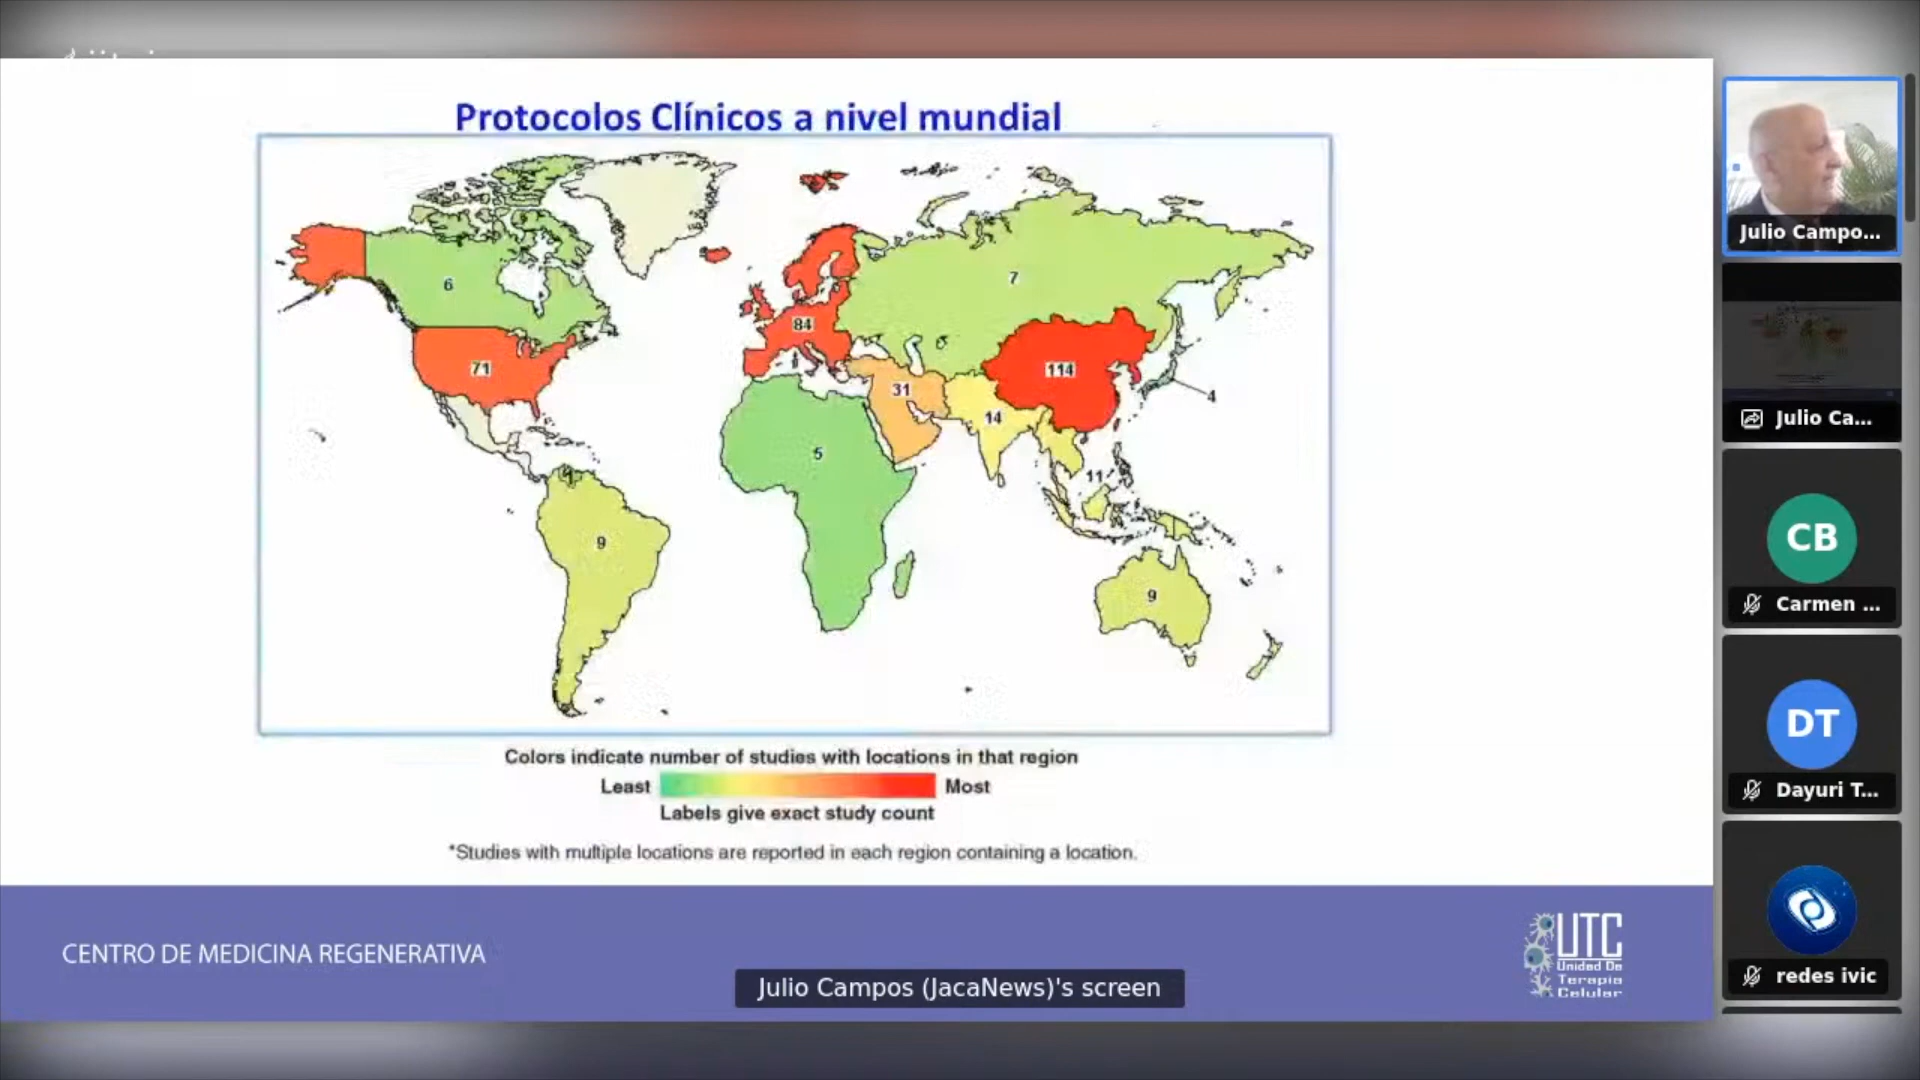 Protocolos Clínicos a nivel mundial
6
7
71
84
114
31
14
4
5
11
9
9
Colors indicate number of studies with locations in that region
Least
Most
Labels give exact study count
*Studies with multiple locations are reported in each region containing a location.
CENTRO DE MEDICINA REGENERATIVA
UTC
Unidad De
Terapia
Celular
Julio Campos (JacaNews)'s screen
Julio Campo...
Julio Ca...
CB
Carmen ...
DT
Dayuri T...
redes ivic